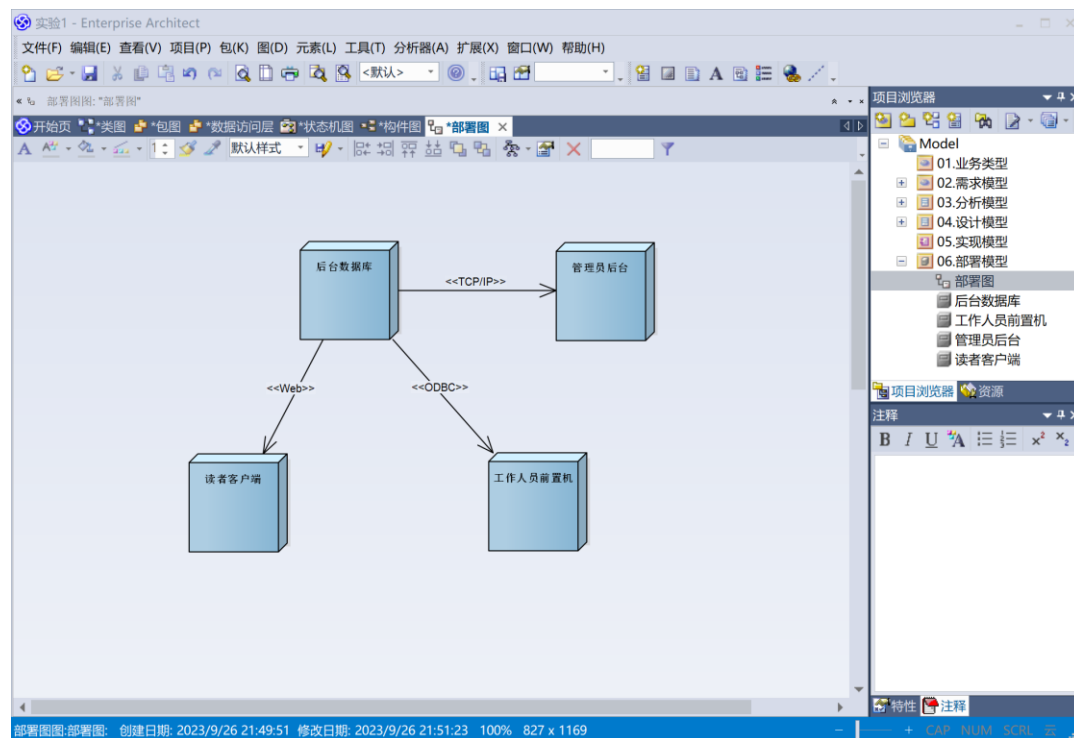 实验1 - Enterprise Architect
文件(F) 编辑(E) 查看(V) 项目(P) 包(K) 图(D) 元素(L) 工具(T) 分析器(A) 扩展(X) 窗口(W) 帮助(H)
<默认>
部署图图: "部署图"
开始页 *类图 *包图 *数据访问层 *状态机图 *构件图 *部署图
1 默认样式
后台数据库
管理员后台
<<TCP/IP>>
<<Web>>
<<ODBC>>
读者客户端
工作人员前置机
项目浏览器
Model
01.业务类型
02.需求模型
03.分析模型
04.设计模型
05.实现模型
06.部署模型
部署图
后台数据库
工作人员前置机
管理员后台
读者客户端
项目浏览器 资源
注释
B I U A x² x₂
特性 注释
部署图图:部署图: 创建日期: 2023/9/26 21:49:51 修改日期: 2023/9/26 21:51:23 100% 827 x 1169
CAP NUM SCRL 云